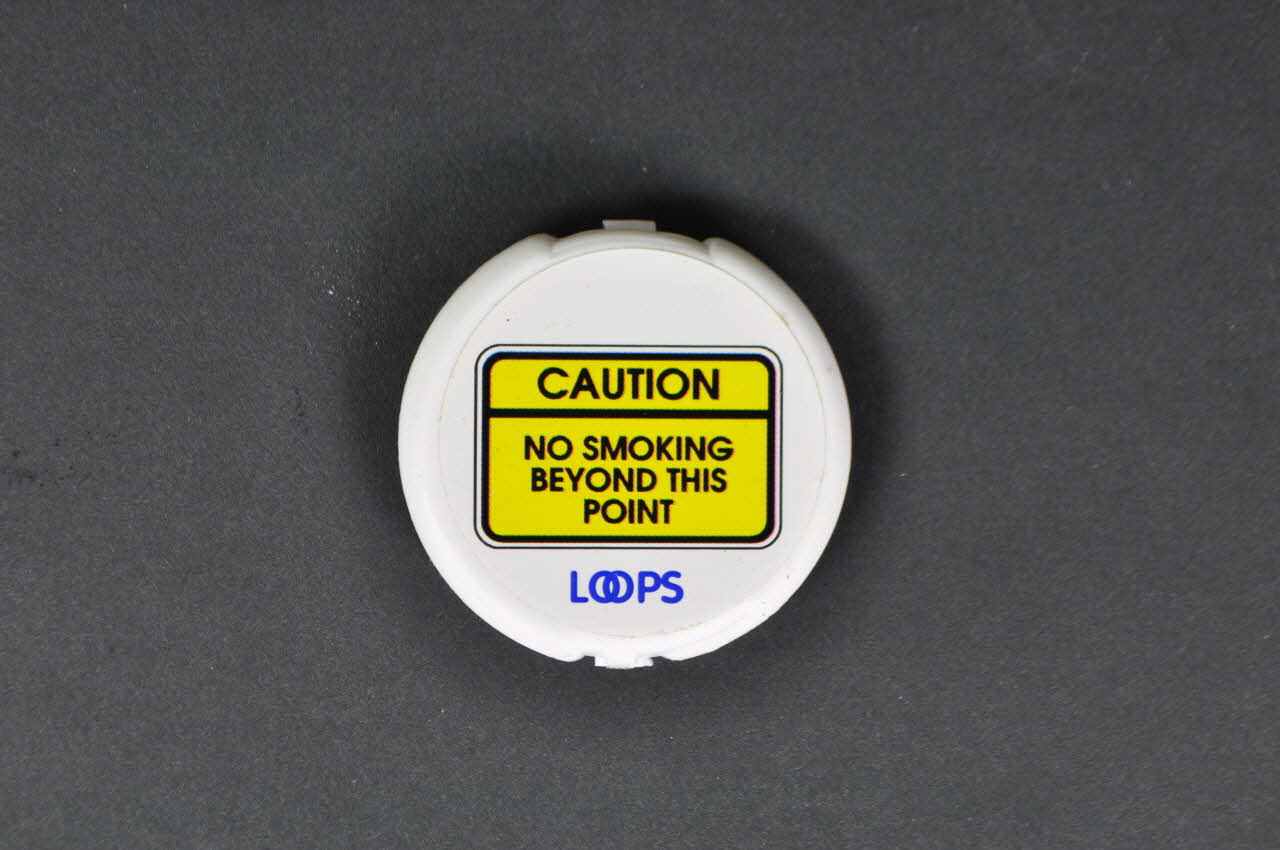 CAUTION
NO SMOKING
BEYOND THIS
POINT
LOOPS